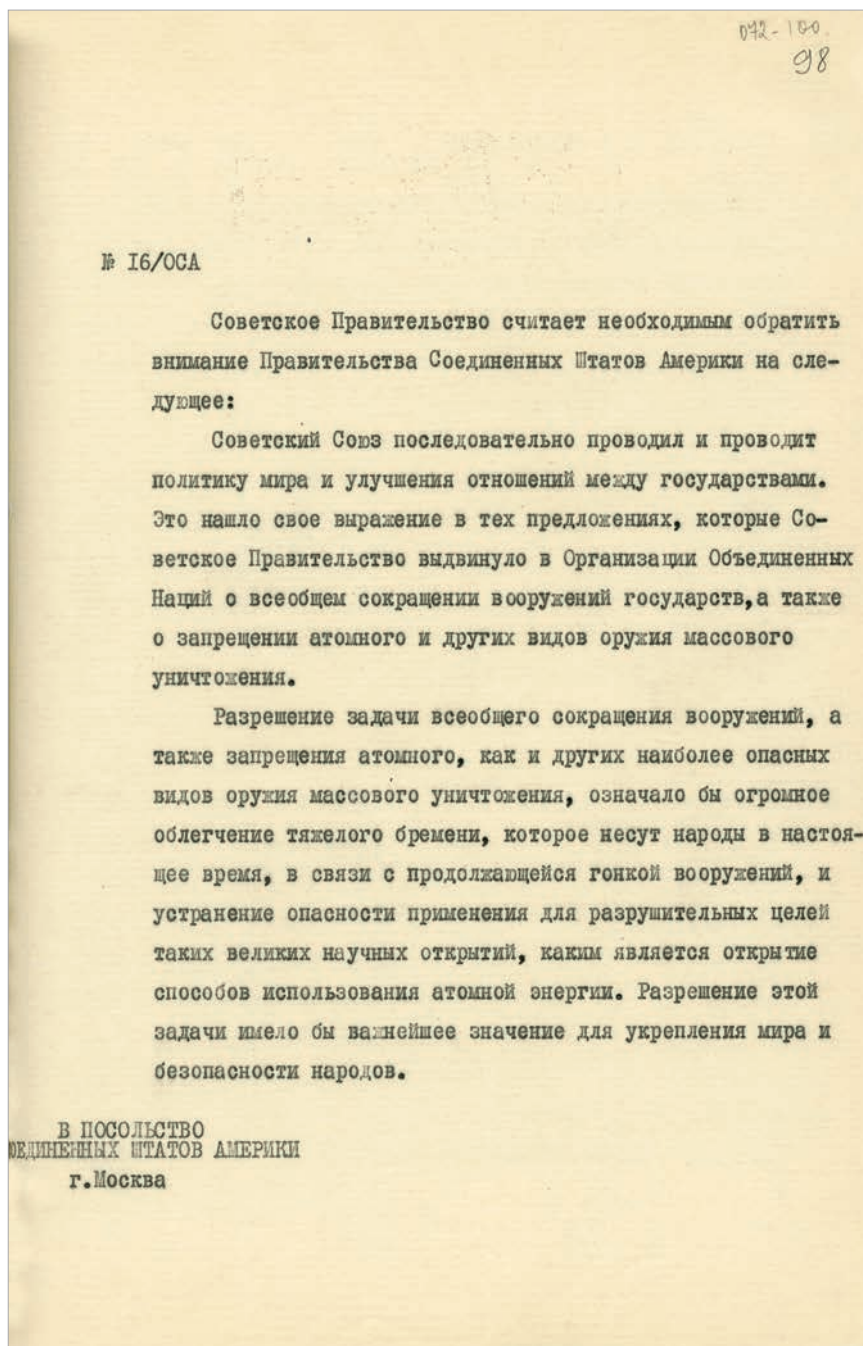 072-100.
98
№ I6/ОСА
Советское Правительство считает необходимым обратить
внимание Правительства Соединенных Штатов Америки на сле-
дующее:
Советский Союз последовательно проводил и проводит
политику мира и улучшения отношений между государствами.
Это нашло свое выражение в тех предложениях, которые Со-
ветское Правительство выдвинуло в Организации Объединенных
Наций о всеобщем сокращении вооружений государств,а также
о запрещении атомного и других видов оружия массового
уничтожения.
Разрешение задачи всеобщего сокращения вооружений, а
также запрещения атомного, как и других наиболее опасных
видов оружия массового уничтожения, означало бы огромное
облегчение тяжелого бремени, которое несут народы в настоя-
щее время, в связи с продолжающейся гонкой вооружений, и
устранение опасности применения для разрушительных целей
таких великих научных открытий, каким является открытие
способов использования атомной энергии. Разрешение этой
задачи имело бы важнейшее значение для укрепления мира и
безопасности народов.
В ПОСОЛЬСТВО
ОЕДИНЕННЫХ ШТАТОВ АМЕРИКИ
г.Москва